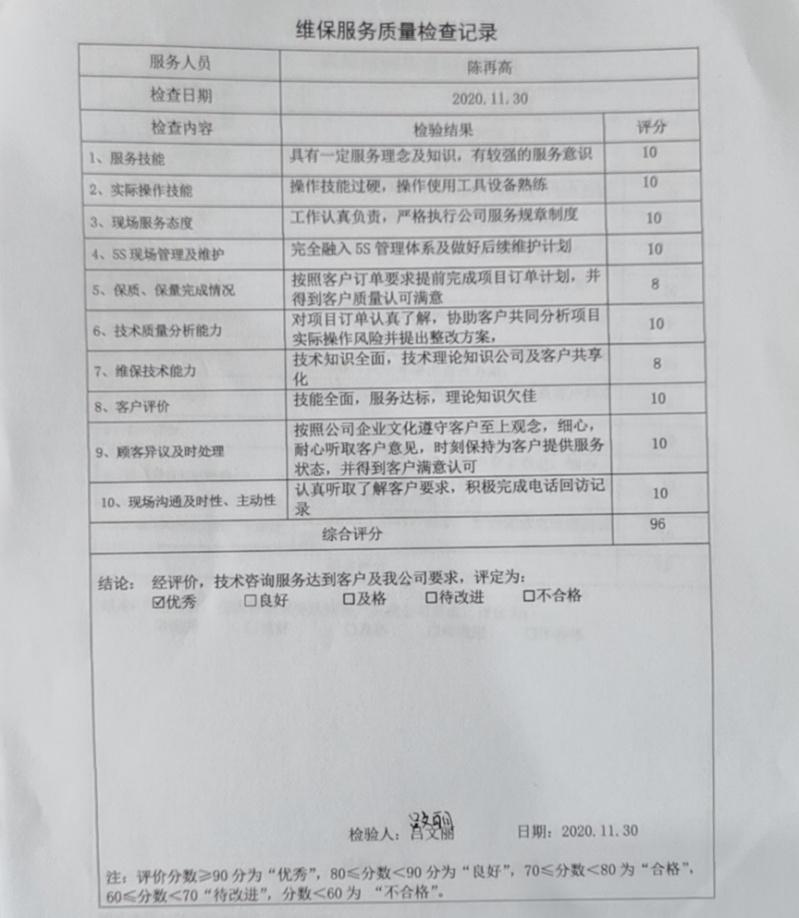 维保服务质量检查记录
服务人员 陈再高
检查日期 2020.11.30
检查内容 检验结果 评分
1、服务技能 具有一定服务理念及知识，有较强的服务意识 10
2、实际操作技能 操作技能过硬，操作使用工具设备熟练 10
3、现场服务态度 工作认真负责，严格执行公司服务规章制度 10
4、5S现场管理及维护 完全融入5S管理体系及做好后续维护计划 10
5、保质、保量完成情况 按照客户订单要求提前完成项目订单计划，并 8
得到客户质量认可满意
6、技术质量分析能力 对项目订单认真了解，协助客户共同分析项目 10
实际操作风险并提出整改方案，
7、维保技术能力 技术知识全面，技术理论知识公司及客户共享 8
化
8、客户评价 技能全面，服务达标，理论知识欠佳 10
9、顾客异议及时处理 按照公司企业文化遵守客户至上观念，细心， 10
耐心听取客户意见，时刻保持为客户提供服务
状态，并得到客户满意认可
10、现场沟通及时性、主动性 认真听取了解客户要求，积极完成电话回访记 10
录
综合评分 96
结论： 经评价，技术咨询服务达到客户及我公司要求，评定为：
☑优秀 □良好 □及格 □待改进 □不合格
吕文丽
检验人：吕文丽 日期：2020.11.30
注：评价分数≥90分为“优秀”，80≤分数<90分为“良好”，70≤分数<80为“合格”，
60≤分数<70“待改进”，分数<60为 “不合格”。